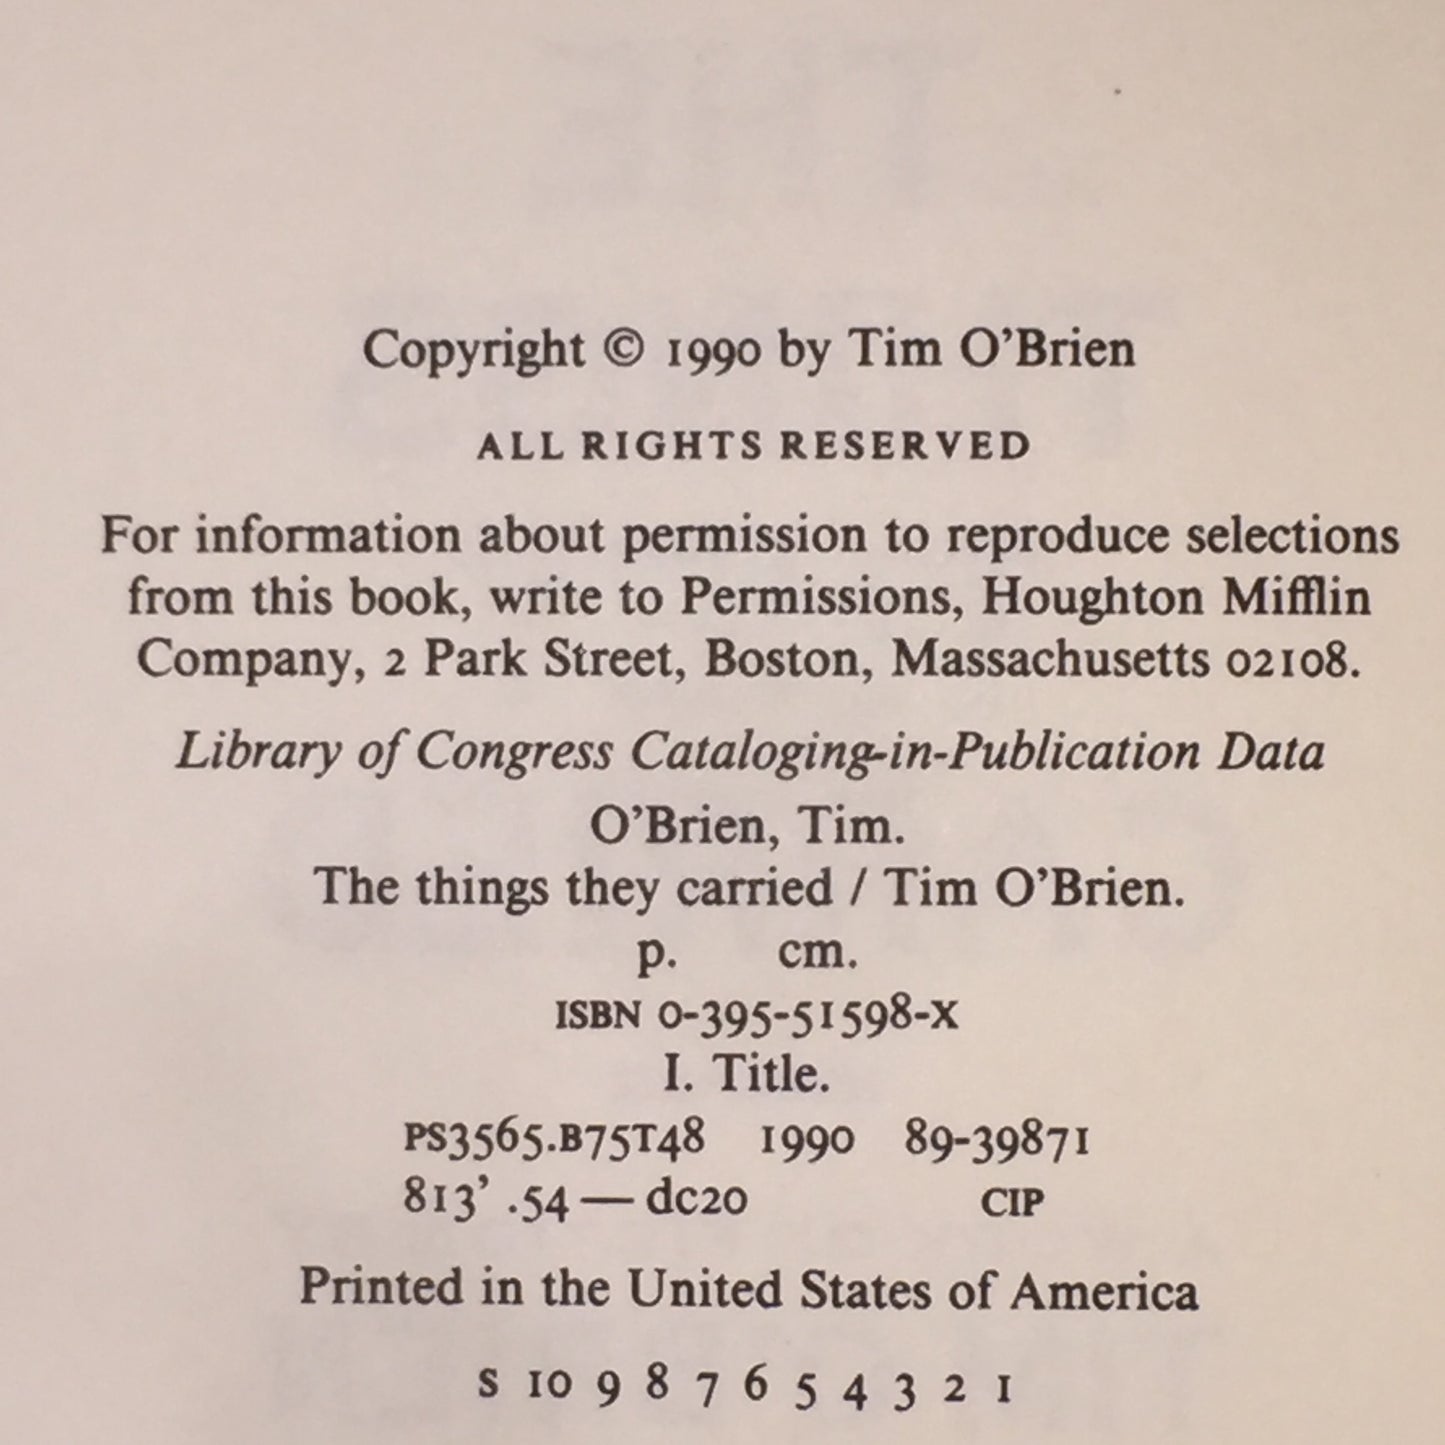 Copyright © 1990 by Tim O’Brien
ALL RIGHTS RESERVED
For information about permission to reproduce selections
from this book, write to Permissions, Houghton Mifflin
Company, 2 Park Street, Boston, Massachusetts 02108.
Library of Congress Cataloging-in-Publication Data
O’Brien, Tim.
The things they carried / Tim O’Brien.
p. cm.
ISBN 0-395-51598-X
I. Title.
PS3565.B75T48 1990 89-39871
813’ .54 — dc20 CIP
Printed in the United States of America
S 10 9 8 7 6 5 4 3 2 1